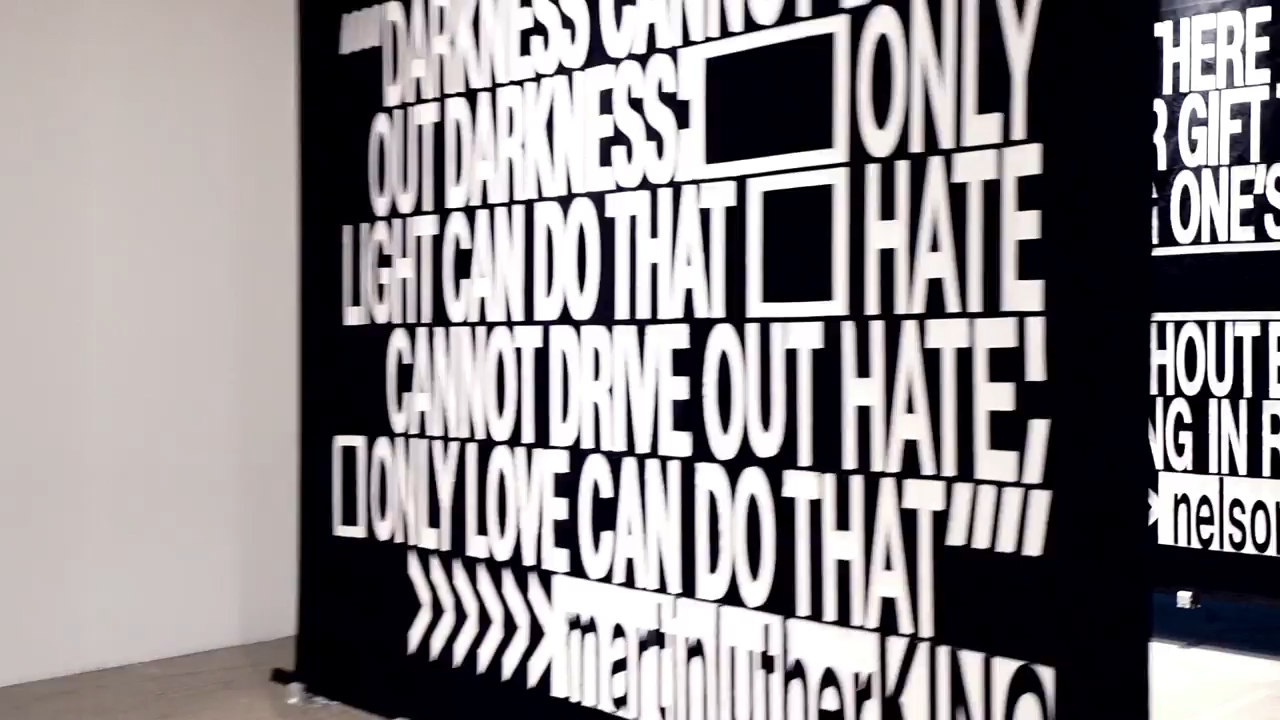 """"DARKNESS CANNOT
OUT DARKNESS; ONLY
LIGHT CAN DO THAT HATE
CANNOT DRIVE OUT HATE;
ONLY LOVE CAN DO THAT""""
>>>>>>martinlutherKING
HERE
GIFT
ONE'S
HOUT
NG IN
nelso